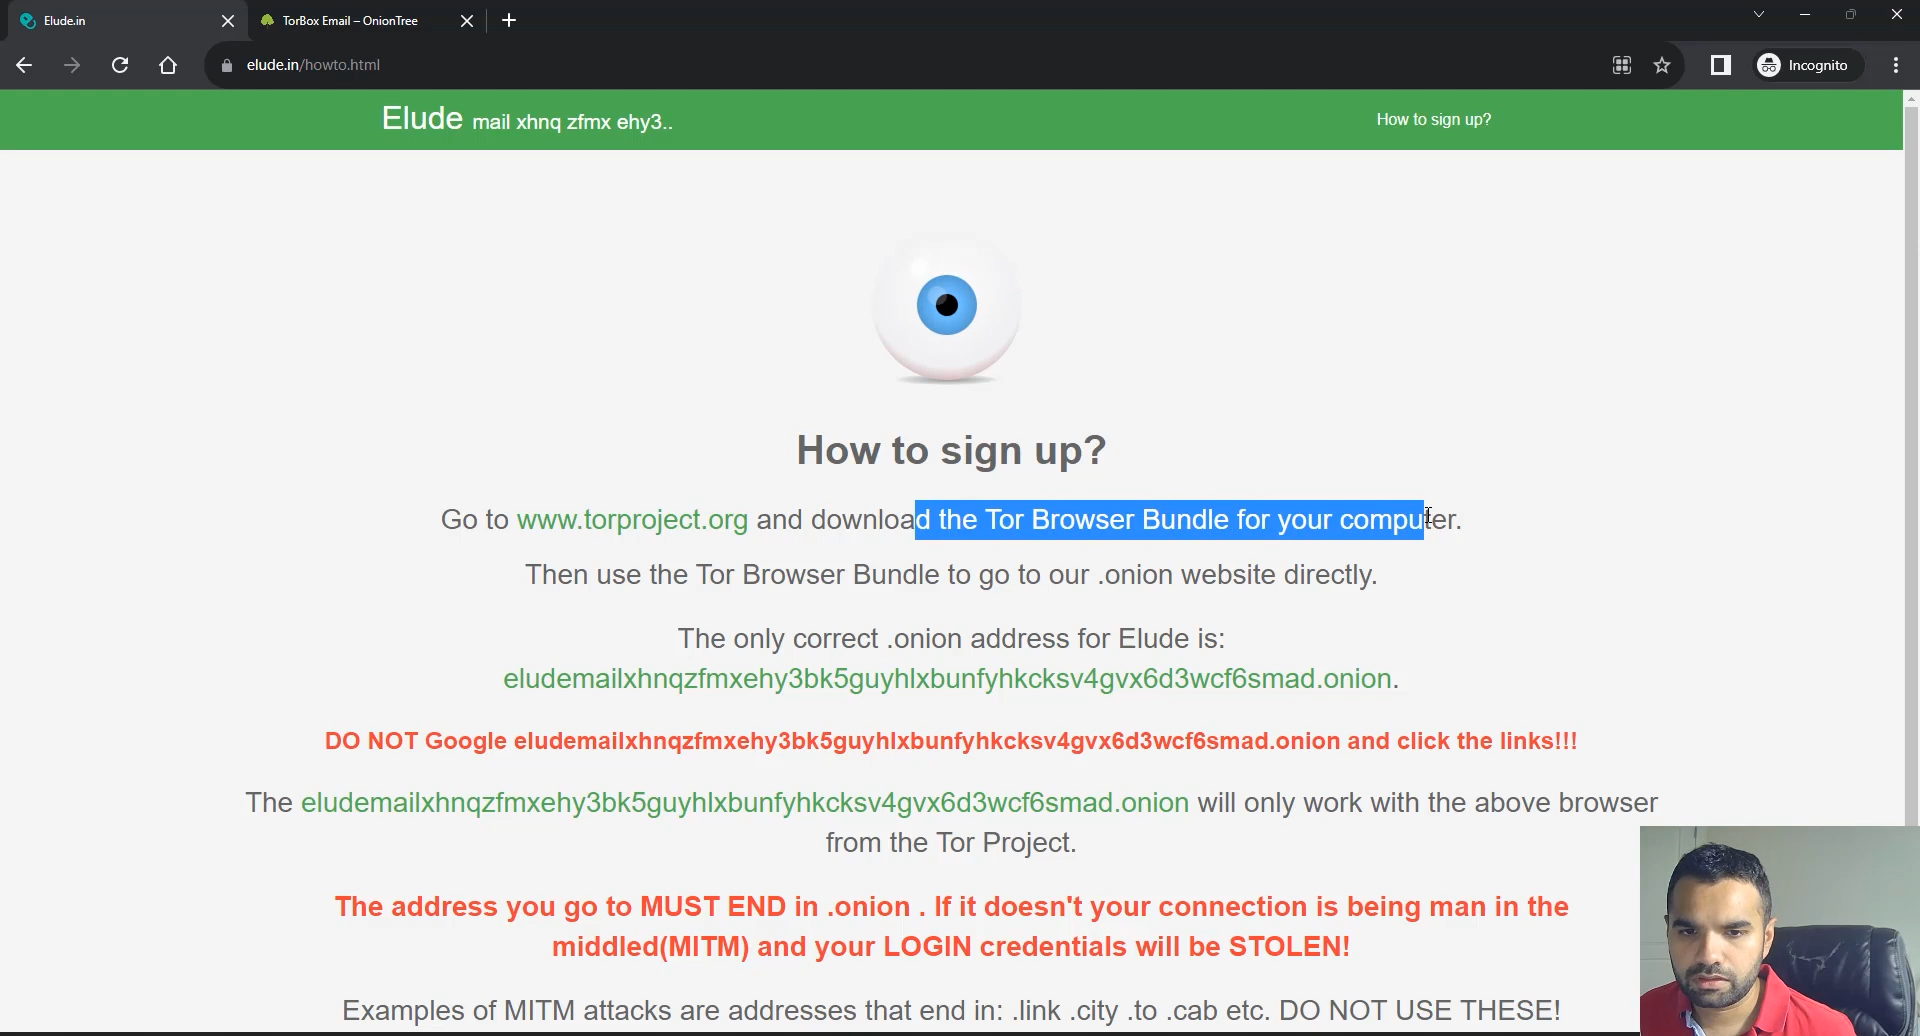 Elude.in
TorBox Email – OnionTree
elude.in/howto.html
Incognito
Elude mail xhnq zfmx ehy3..
How to sign up?
How to sign up?
Go to www.torproject.org and download the Tor Browser Bundle for your computer.
Then use the Tor Browser Bundle to go to our .onion website directly.
The only correct .onion address for Elude is:
eludemailxhnqzfmxehy3bk5guyhlxbunfyhkcksv4gvx6d3wcf6smad.onion.
DO NOT Google eludemailxhnqzfmxehy3bk5guyhlxbunfyhkcksv4gvx6d3wcf6smad.onion and click the links!!!
The eludemailxhnqzfmxehy3bk5guyhlxbunfyhkcksv4gvx6d3wcf6smad.onion will only work with the above browser
from the Tor Project.
The address you go to MUST END in .onion . If it doesn't your connection is being man in the
middled(MITM) and your LOGIN credentials will be STOLEN!
Examples of MITM attacks are addresses that end in: .link .city .to .cab etc. DO NOT USE THESE!